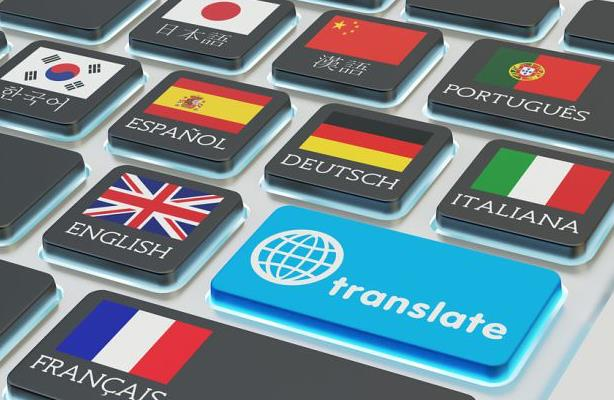 日本語
漢語
한국어
ESPAÑOL
PORTUGUÊS
DEUTSCH
ITALIANA
ENGLISH
translate
FRANÇAIS